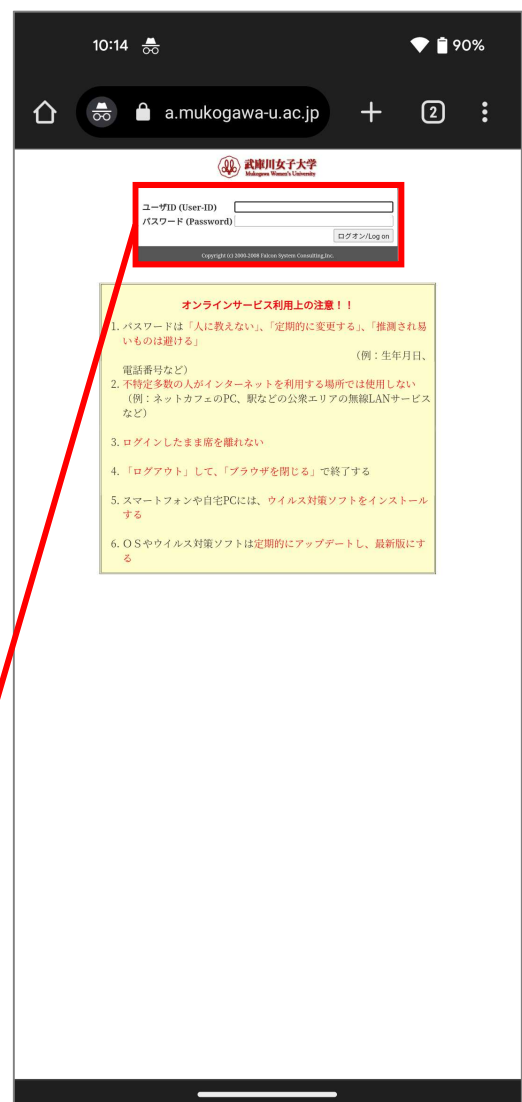 10:14
90%
a.mukogawa-u.ac.jp
2
武庫川女子大学
Mukogawa Women's University
ユーザID (User-ID)
パスワード (Password)
ログオン/Log on
Copyright (c) 2000-2008 Falcon System Consulting,Inc.
オンラインサービス利用上の注意！！
1. パスワードは「人に教えない」、「定期的に変更する」、「推測され易
いものは避ける」
（例：生年月日、
電話番号など）
2. 不特定多数の人がインターネットを利用する場所では使用しない
（例：ネットカフェのPC、駅などの公衆エリアの無線LANサービス
など）
3. ログインしたまま席を離れない
4. 「ログアウト」して、「ブラウザを閉じる」で終了する
5. スマートフォンや自宅PCには、ウイルス対策ソフトをインストール
する
6. ＯＳやウイルス対策ソフトは定期的にアップデートし、最新版にす
る